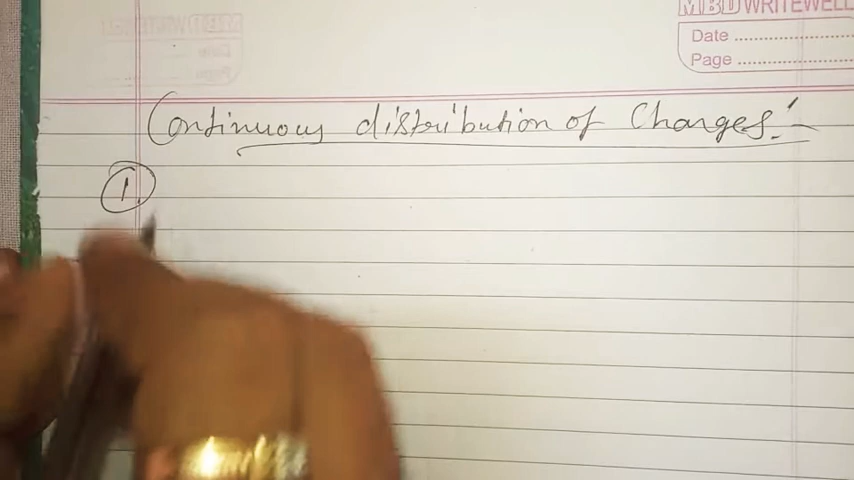 MBD WRITEWELL
Date
Page
Continuous distribution of Charges:-
1.